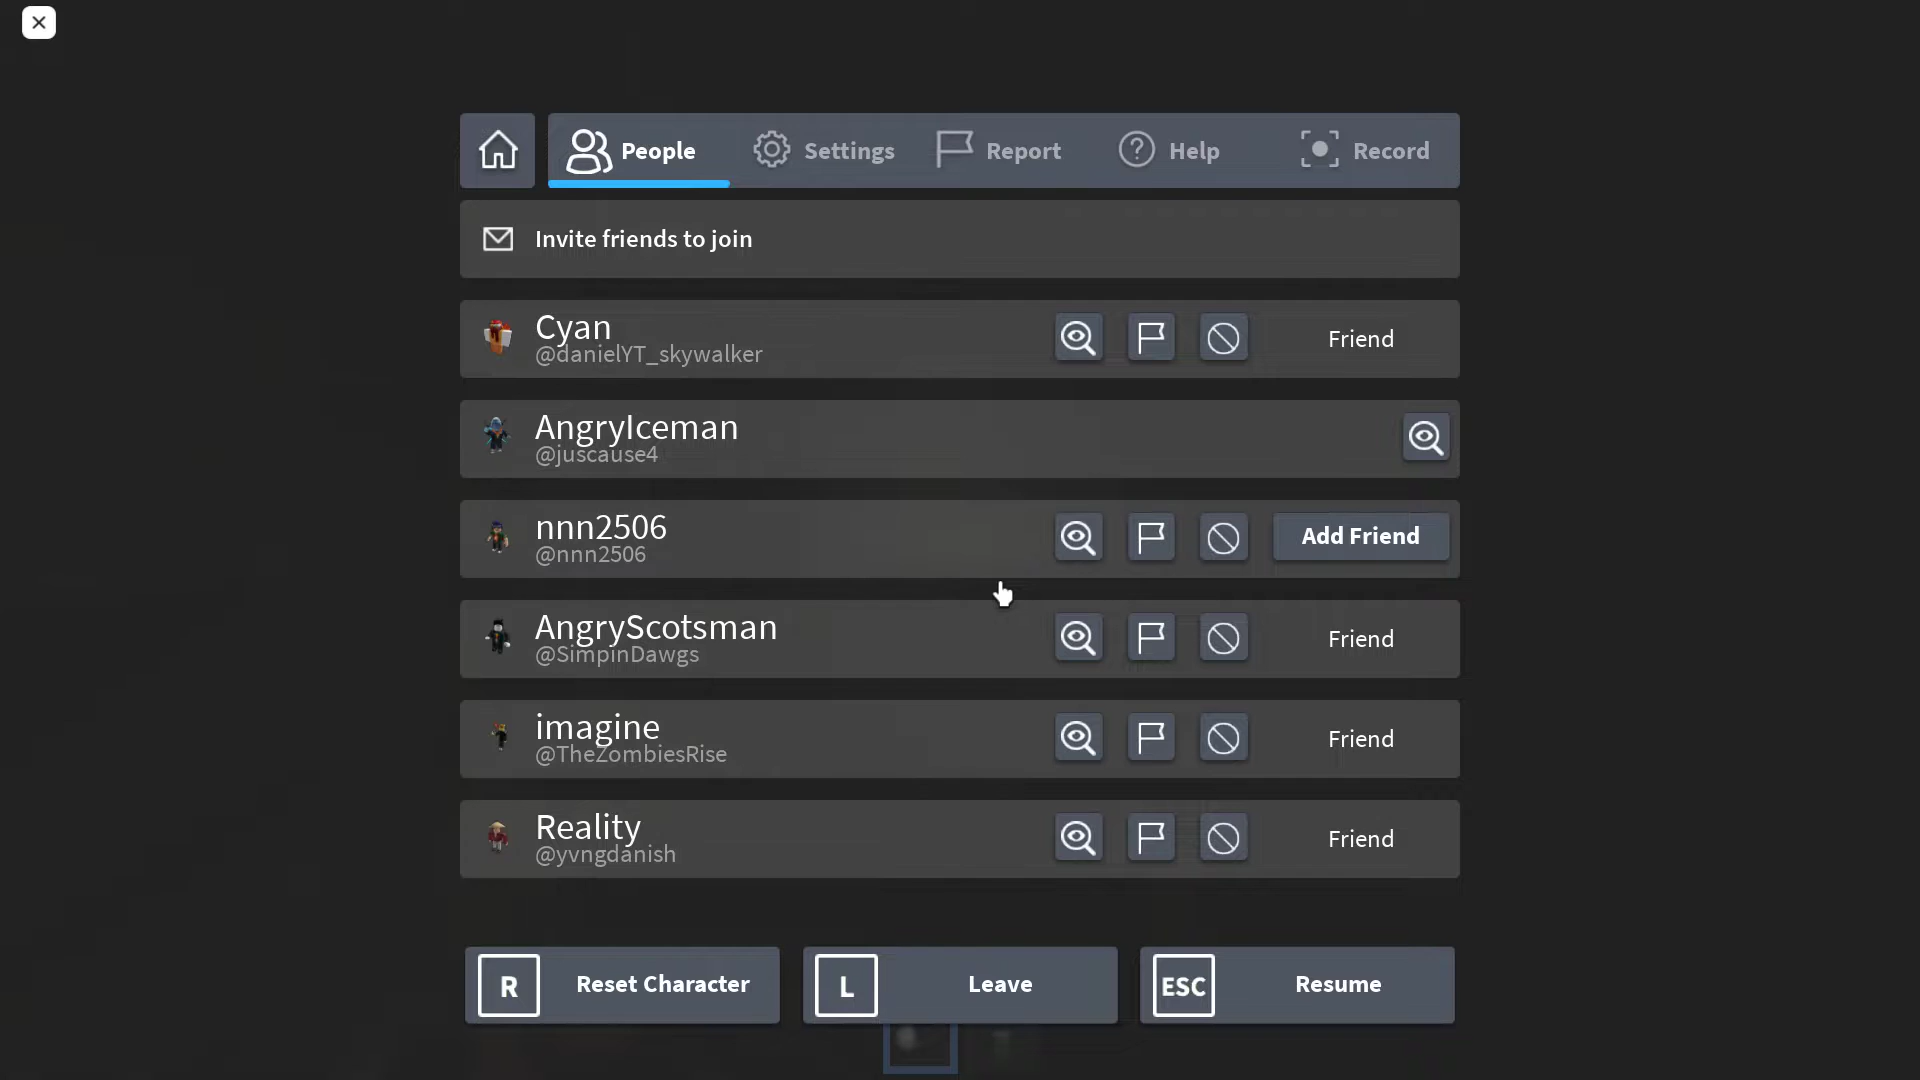 People
Settings
Report
Help
Record
Invite friends to join
Cyan
@danielYT_skywalker
Friend
AngryIceman
@juscause4
nnn2506
@nnn2506
Add Friend
AngryScotsman
@SimpinDawgs
Friend
imagine
@TheZombiesRise
Friend
Reality
@yvngdanish
Friend
R Reset Character
L Leave
ESC Resume